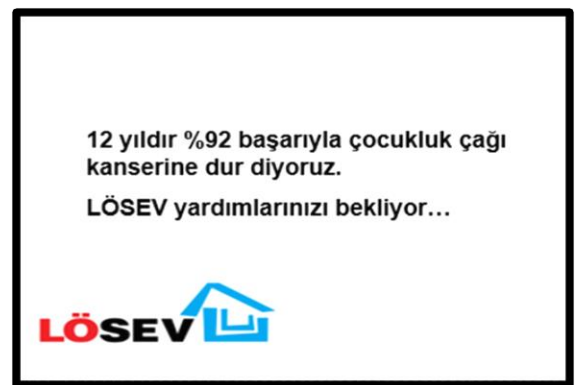 12 yıldır %92 başarıyla çocukluk çağı
kanserine dur diyoruz.
LÖSEV yardımlarınızı bekliyor…
LÖSEV